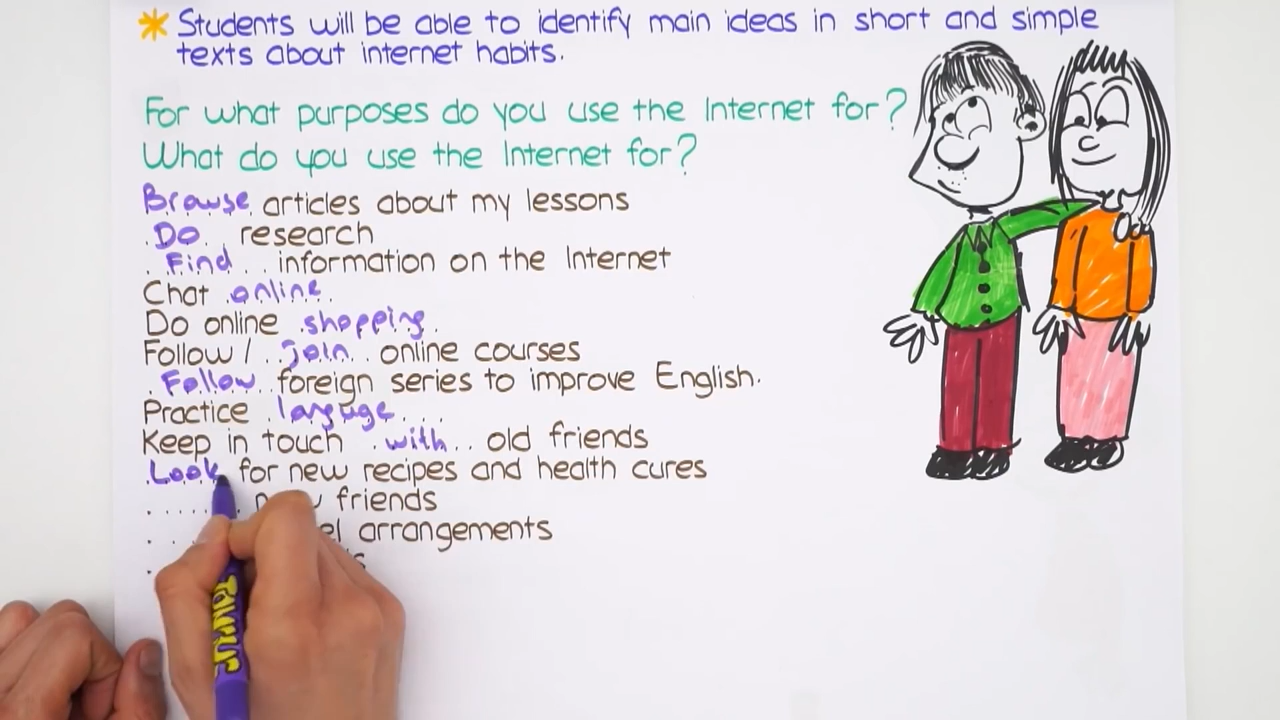 Students will be able to identify main ideas in short and simple
texts about internet habits.
For what purposes do you use the Internet for?
What do you use the Internet for?
Browse articles about my lessons
.Do. research
. Find . . information on the Internet
Chat .online.
Do online .shopping.
Follow / . . join . . online courses
. Follow . . foreign series to improve English.
Practice .languge. . . .
Keep in touch . with . . old friends
.Look for new recipes and health cures
friends
arrangements
TOMBUL